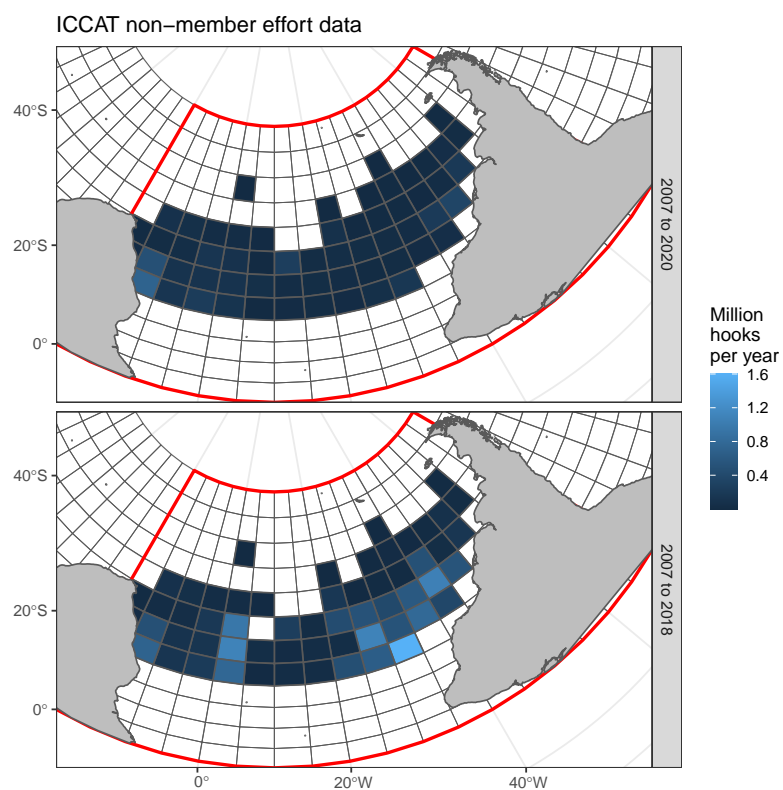 ICCAT non−member effort data
40°S
20°S
0°
2007 to 2020
Million
hooks
per year
1.6
1.2
0.8
0.4
40°S
20°S
0°
2007 to 2018
0°
20°W
40°W